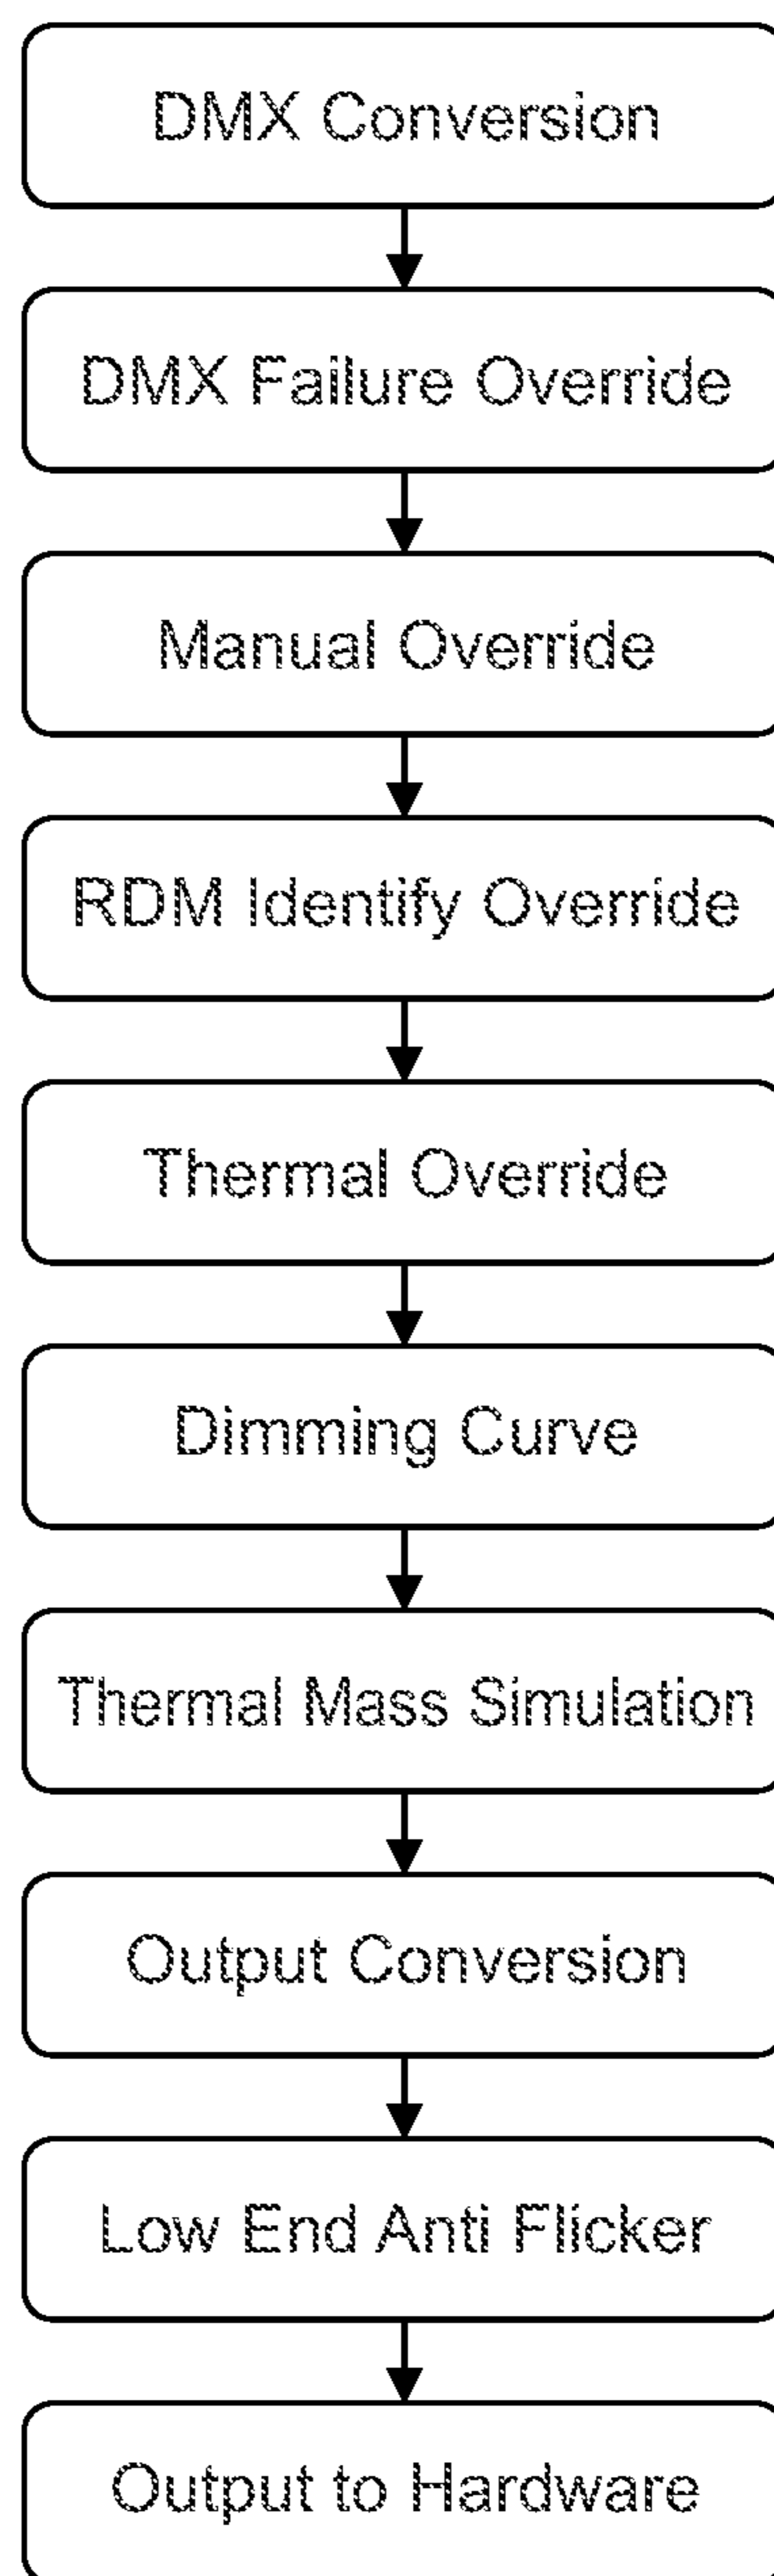 DMX Conversion
DMX Failure Override
Manual Override
RDM Identify Override
Thermal Override
Dimming Curve
Thermal Mass Simulation
Output Conversion
Low End Anti Flicker
Output to Hardware